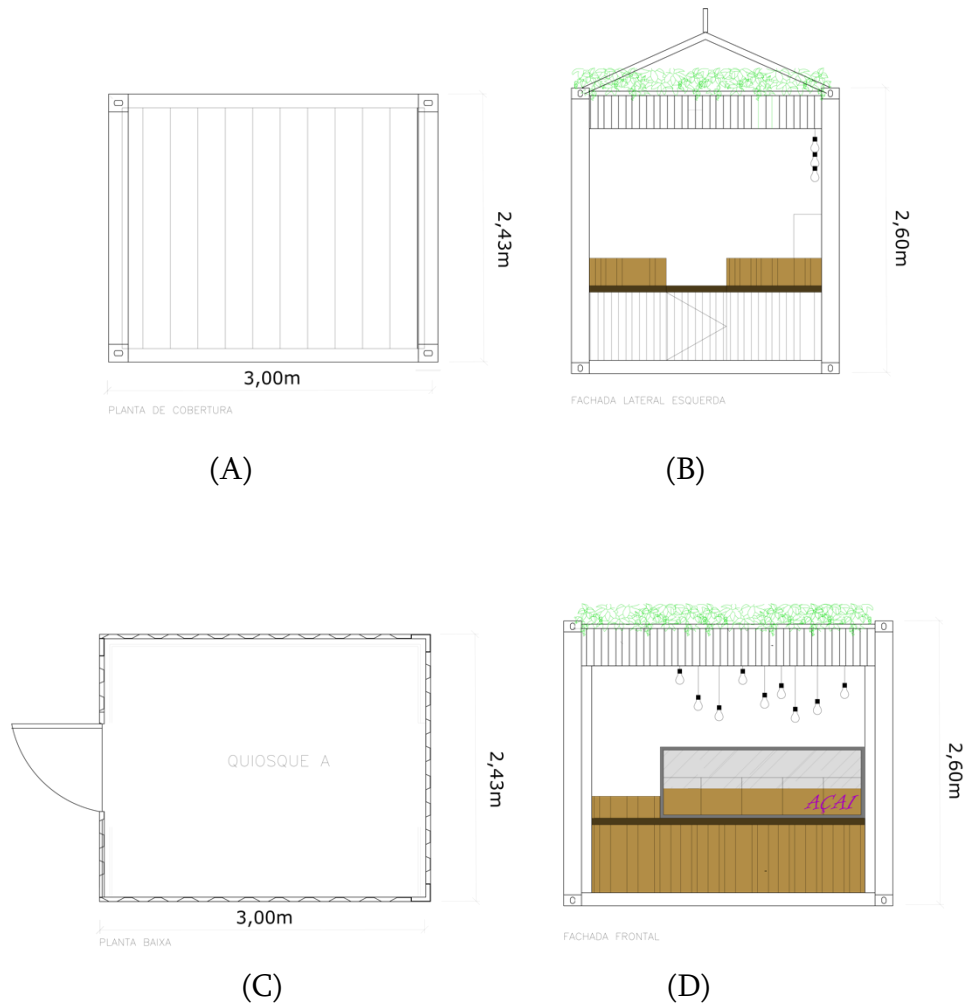 2,43m
3,00m
PLANTA DE COBERTURA
(A)
2,60m
FACHADA LATERAL ESQUERDA
(B)
QUIOSQUE A
2,43m
3,00m
PLANTA BAIXA
(C)
AÇAI
2,60m
FACHADA FRONTAL
(D)